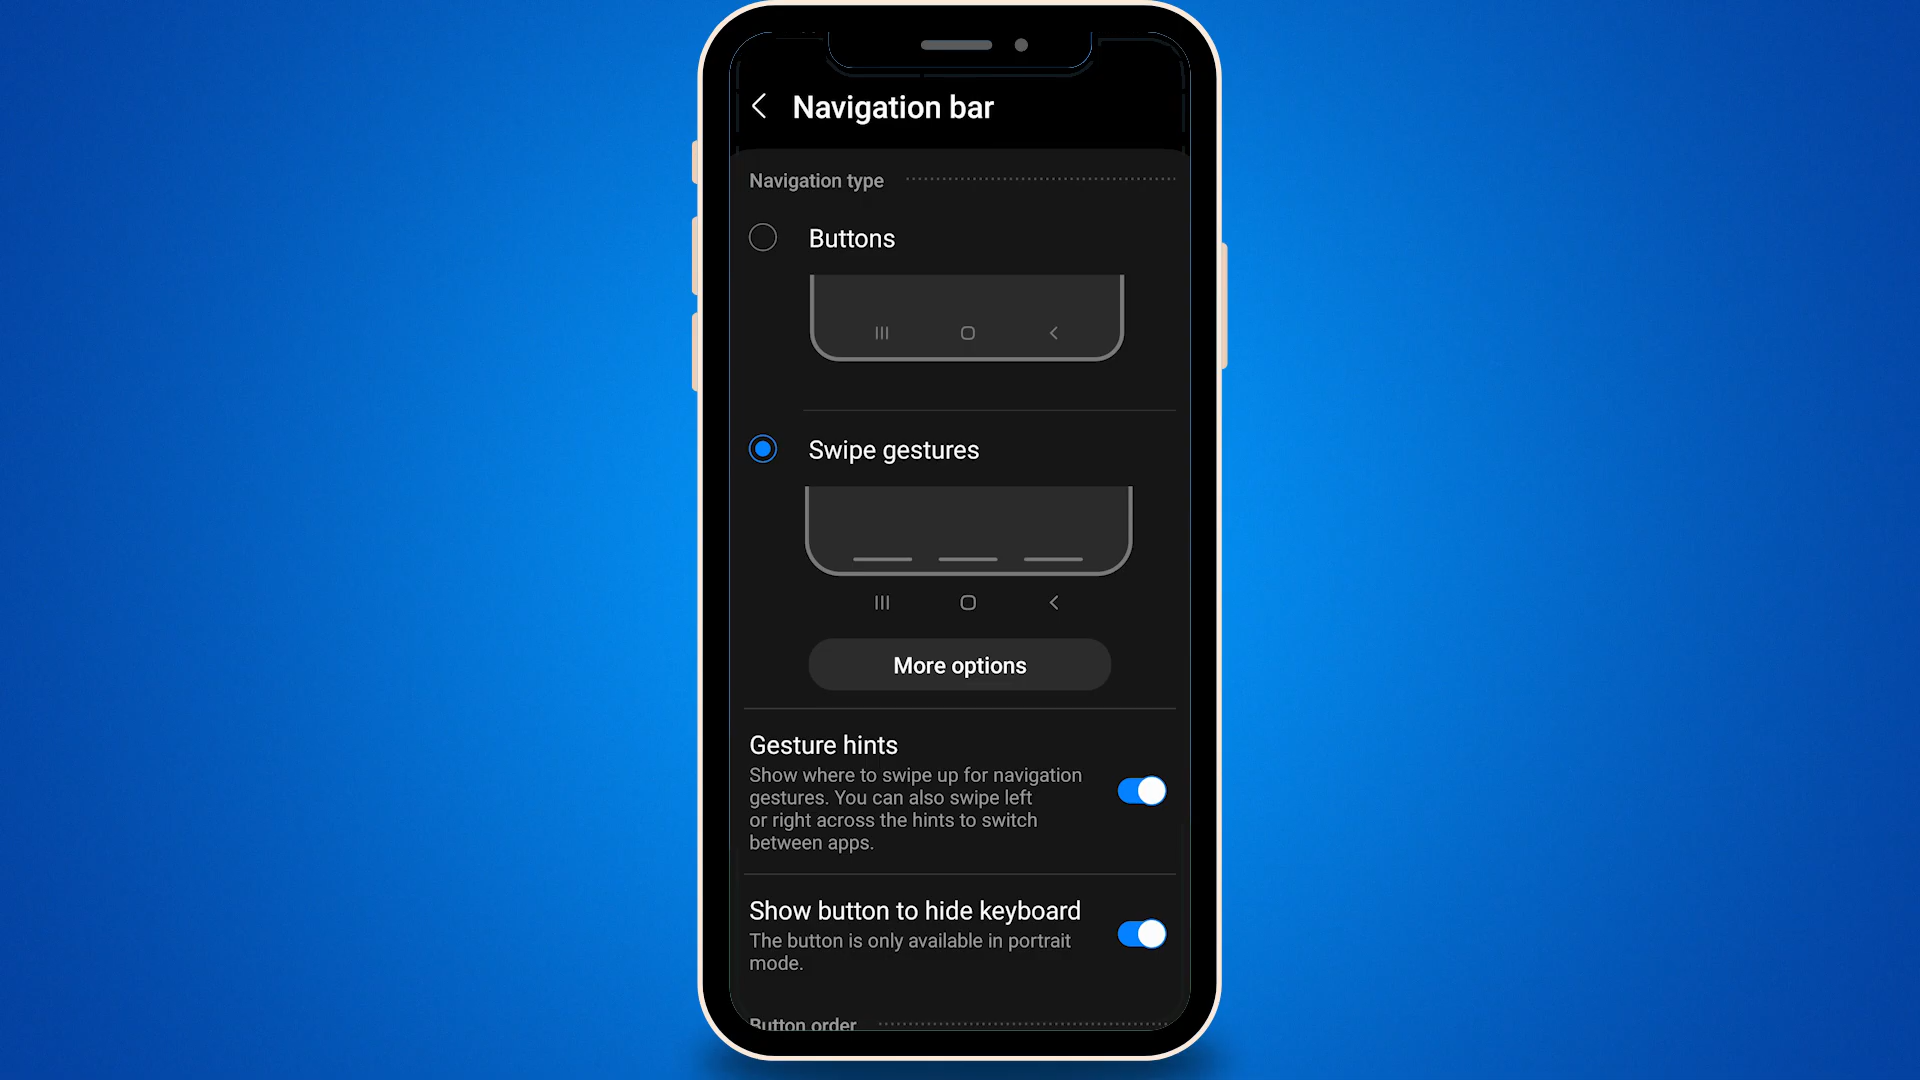 Navigation bar
Navigation type
Buttons
Swipe gestures
More options
Gesture hints
Show where to swipe up for navigation
gestures. You can also swipe left
or right across the hints to switch
between apps.
Show button to hide keyboard
The button is only available in portrait
mode.
Button order